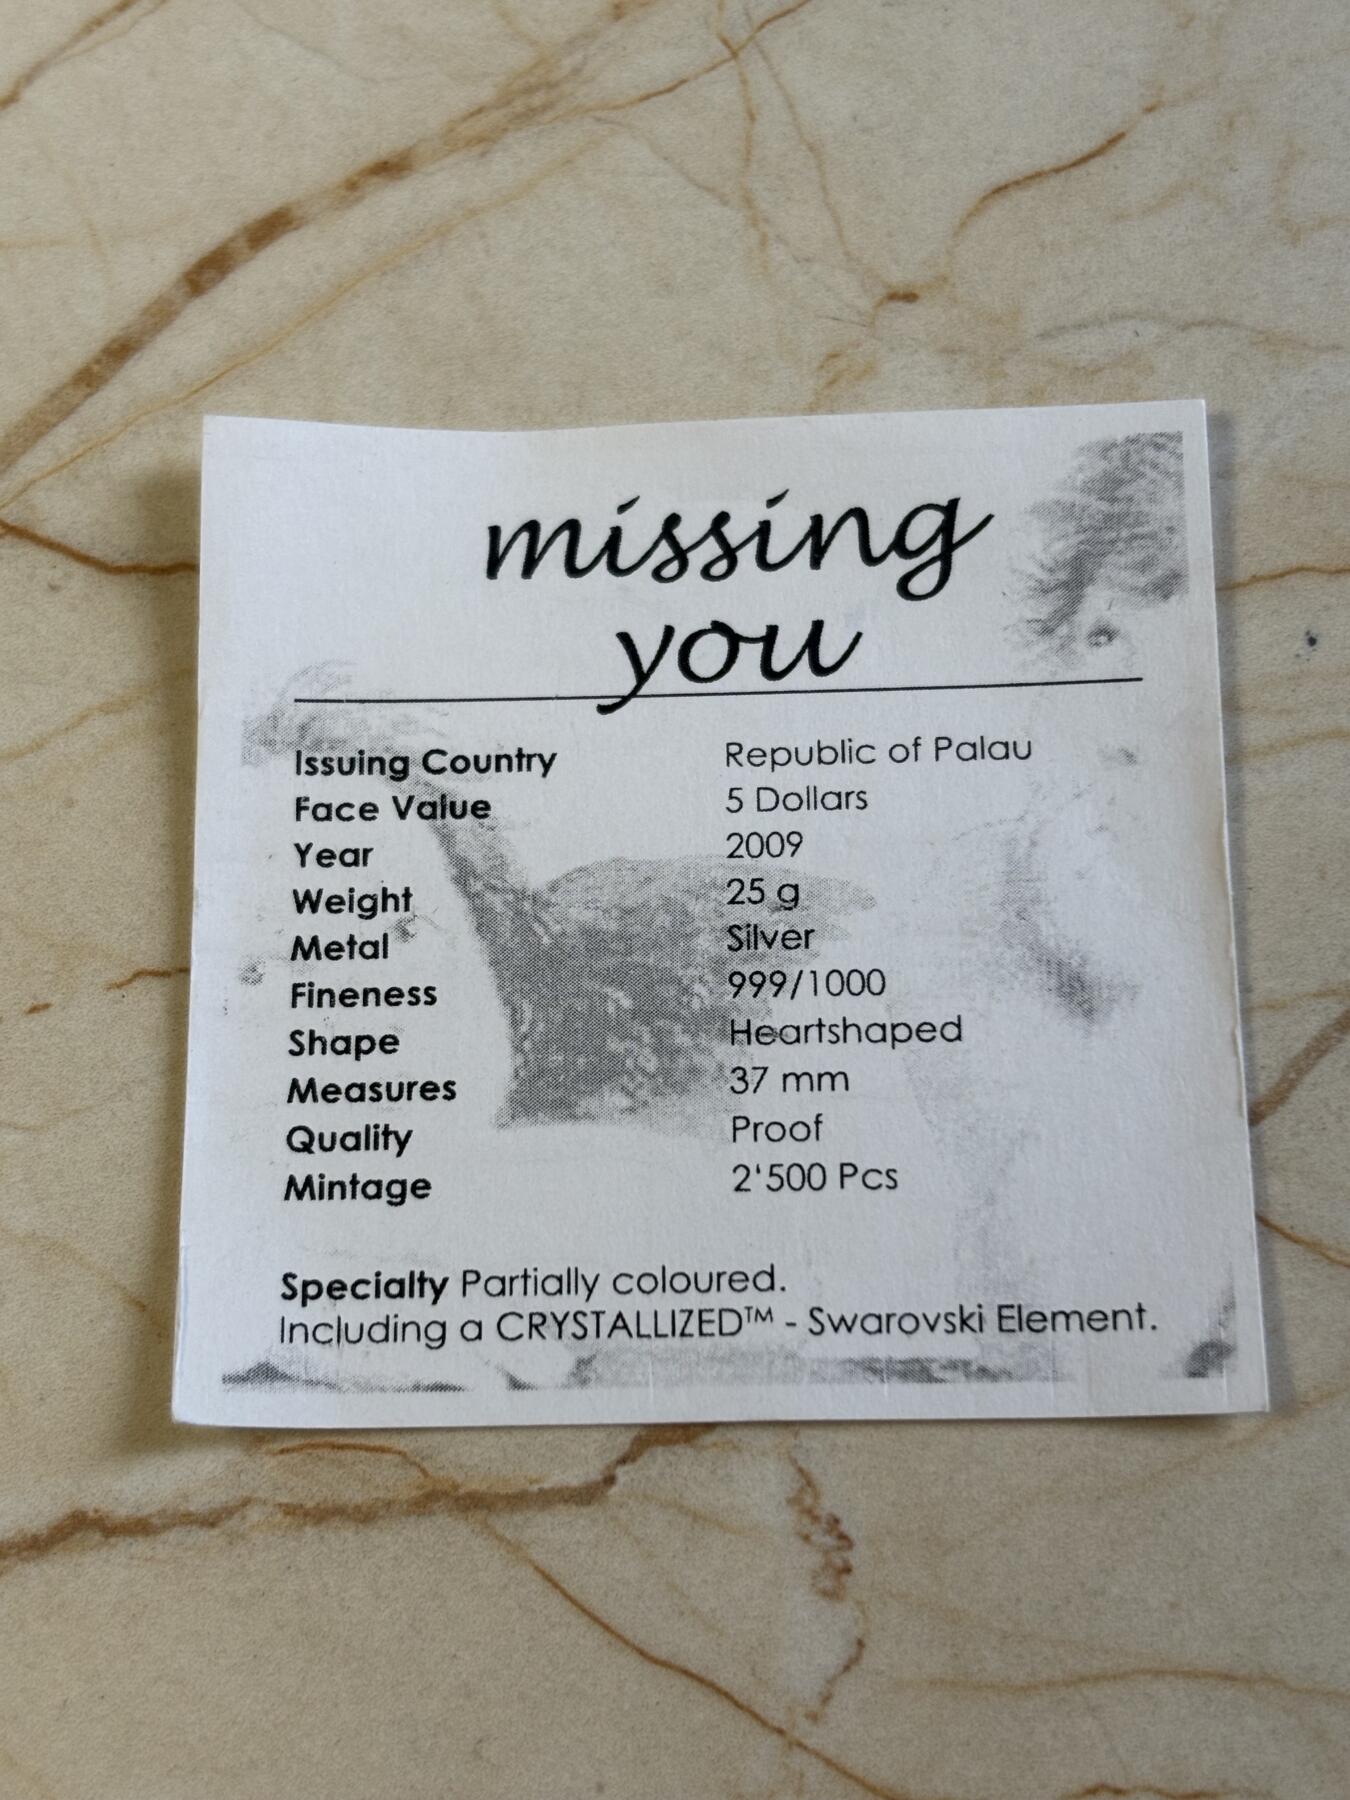 missing
you
Issuing Country Republic of Palau
Face Value 5 Dollars
Year 2009
Weight 25 g
Metal Silver
Fineness 999/1000
Shape Heartshaped
Measures 37 mm
Quality Proof
Mintage 2'500 Pcs
Specialty Partially coloured.
Including a CRYSTALLIZED™ - Swarovski Element.